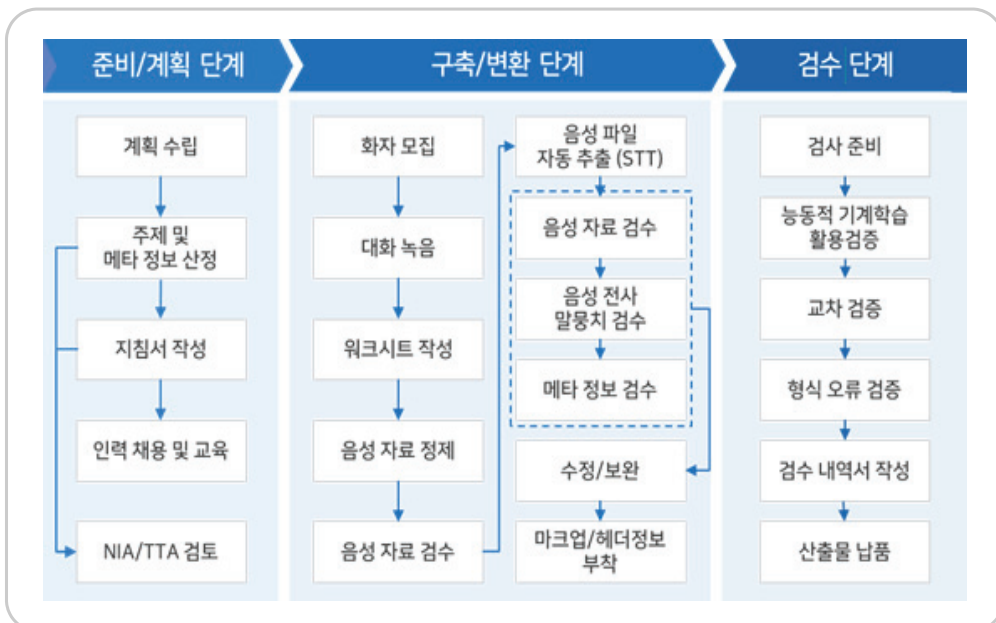 준비/계획 단계
계획 수립
주제 및
메타 정보 산정
지침서 작성
인력 채용 및 교육
NIA/TTA 검토
구축/변환 단계
화자 모집
대화 녹음
워크시트 작성
음성 자료 정제
음성 자료 검수
음성 파일
자동 추출 (STT)
음성 자료 검수
음성 전사
말뭉치 검수
메타 정보 검수
수정/보완
마크업/헤더정보
부착
검수 단계
검사 준비
능동적 기계학습
활용검증
교차 검증
형식 오류 검증
검수 내역서 작성
산출물 납품